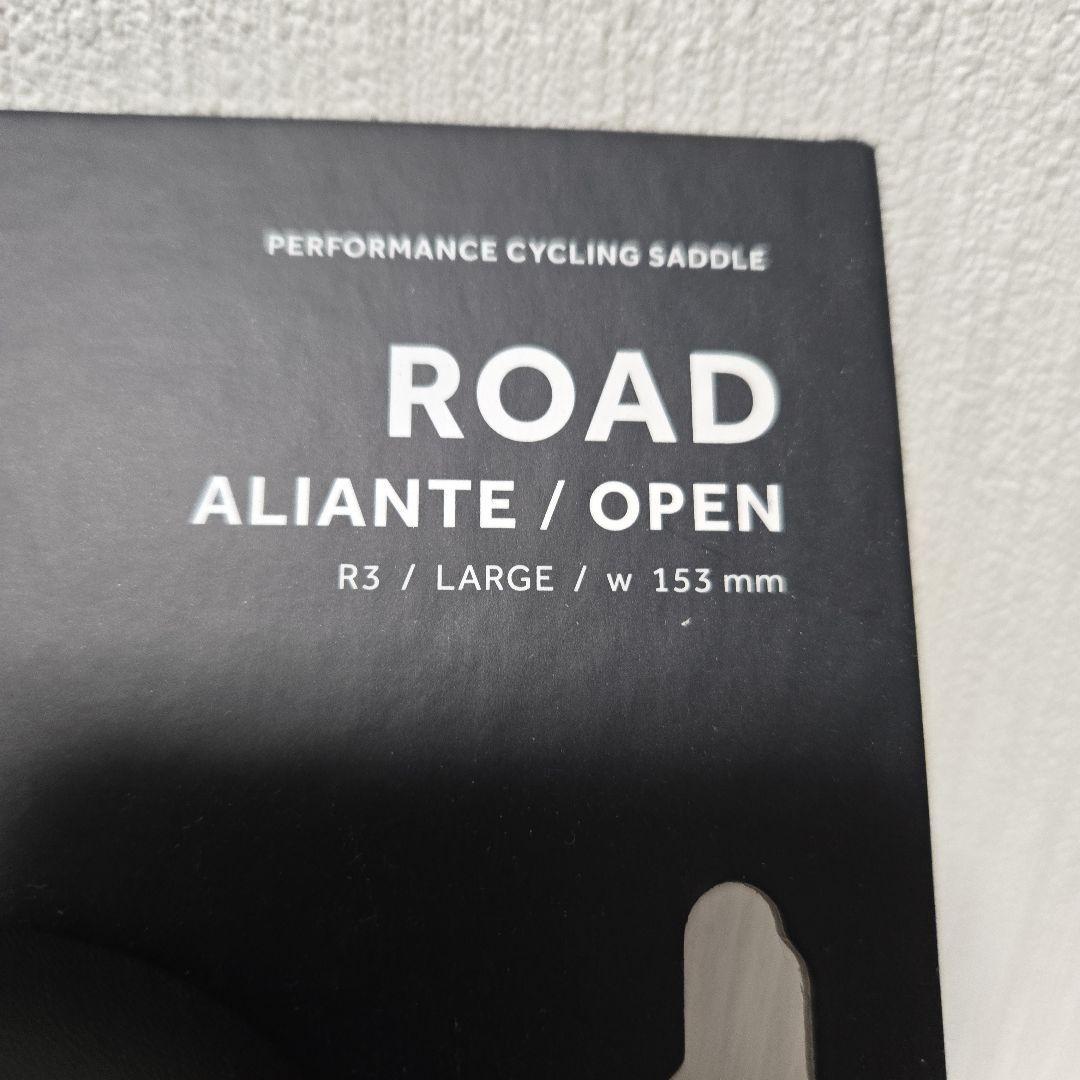 PERFORMANCE CYCLING SADDLE
ROAD
ALIANTE / OPEN
R3 / LARGE / w 153 mm